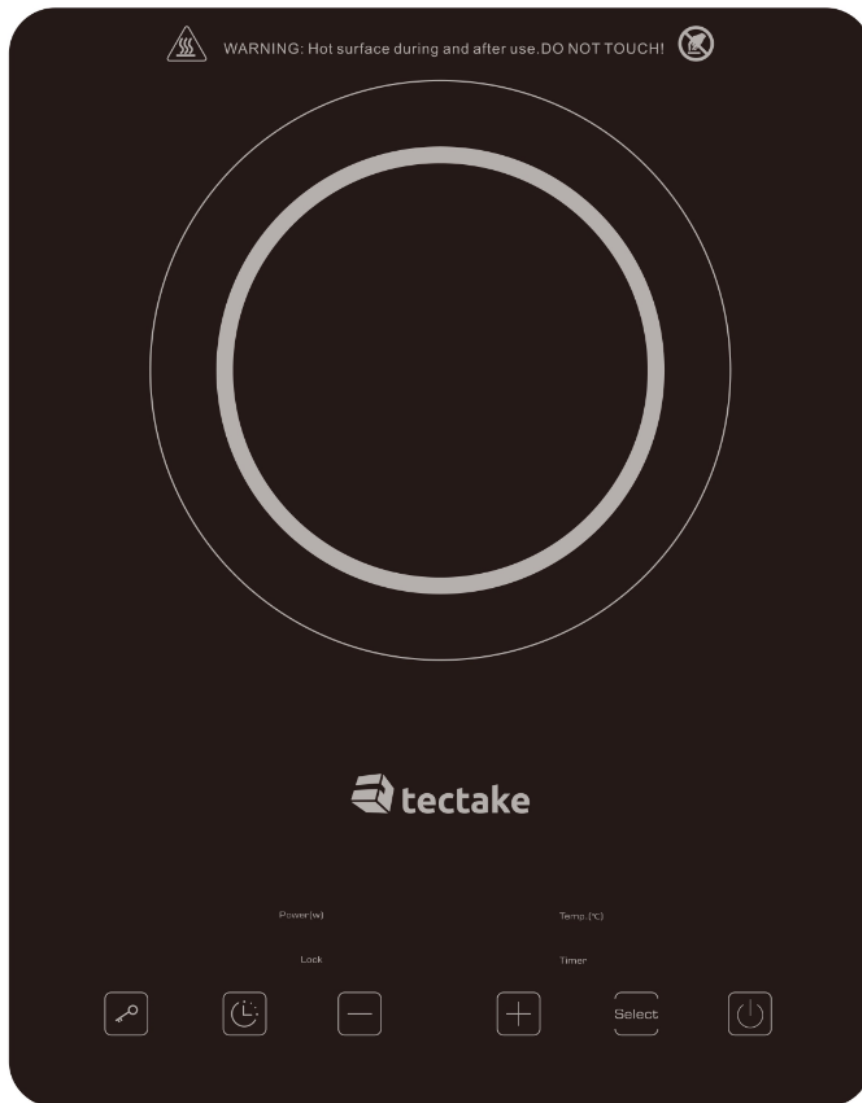 WARNING: Hot surface during and after use.DO NOT TOUCH!
tectake
Power(w) Temp.(℃)
Lock Timer
Select